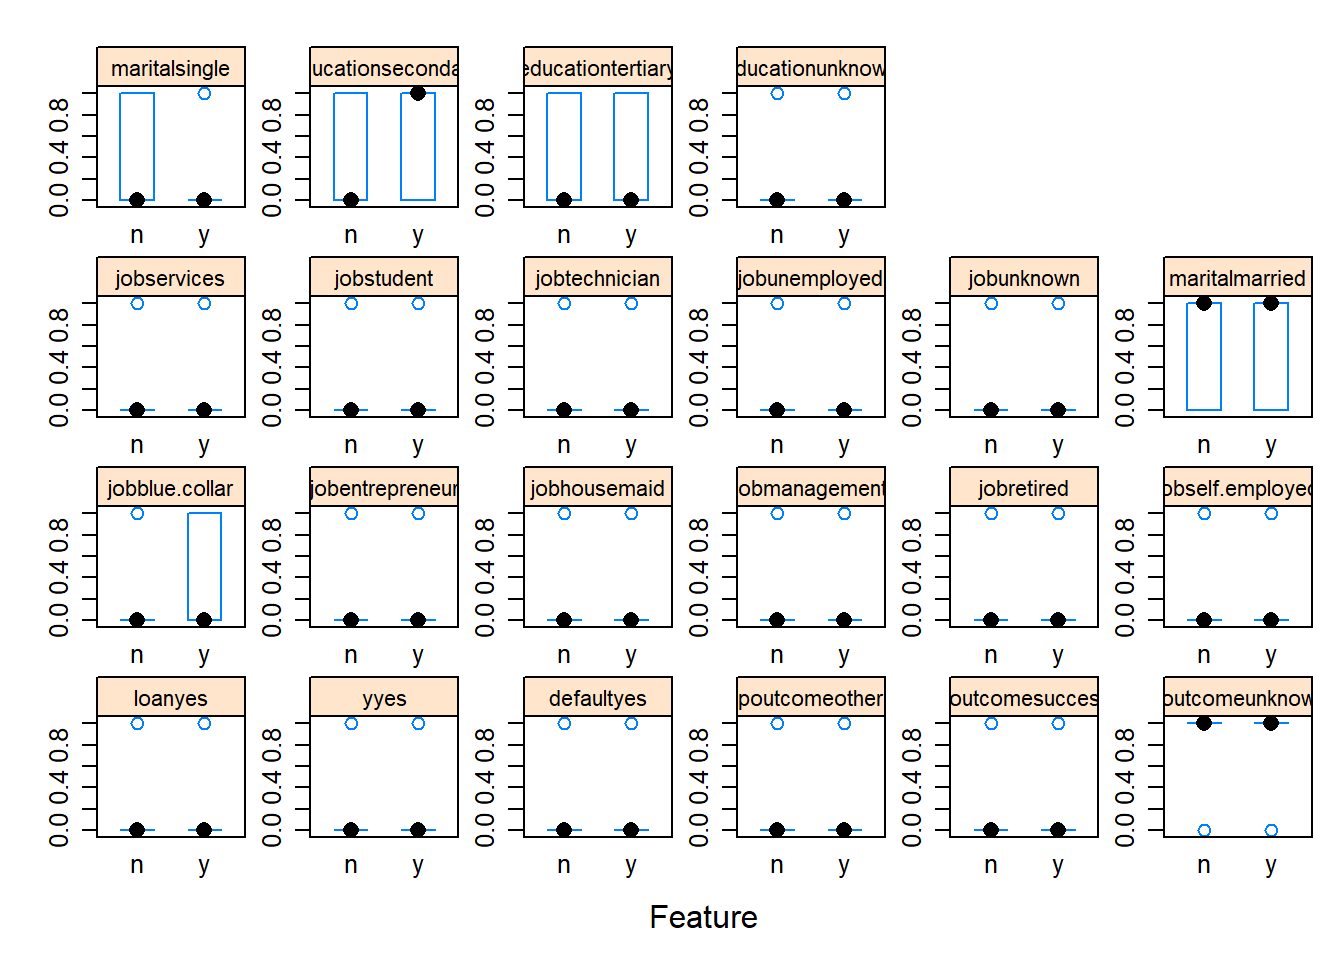 maritalsingle ucationseconda educationtertiary ducationunknow
0.0 0.4 0.8 0.0 0.4 0.8 0.0 0.4 0.8 0.0 0.4 0.8
n y n y n y n y
jobservices jobstudent jobtechnician jobunemployed jobunknown maritalmarried
0.0 0.4 0.8 0.0 0.4 0.8 0.0 0.4 0.8 0.0 0.4 0.8 0.0 0.4 0.8 0.0 0.4 0.8
n y n y n y n y n y n y
jobblue.collar jobentrepreneur jobhousemaid obmanagement jobretired obself.employed
0.0 0.4 0.8 0.0 0.4 0.8 0.0 0.4 0.8 0.0 0.4 0.8 0.0 0.4 0.8 0.0 0.4 0.8
n y n y n y n y n y n y
loanyes yyes defaultyes poutcomeother outcomesucces outcomeunknow
0.0 0.4 0.8 0.0 0.4 0.8 0.0 0.4 0.8 0.0 0.4 0.8 0.0 0.4 0.8 0.0 0.4 0.8
n y n y n y n y n y n y
Feature